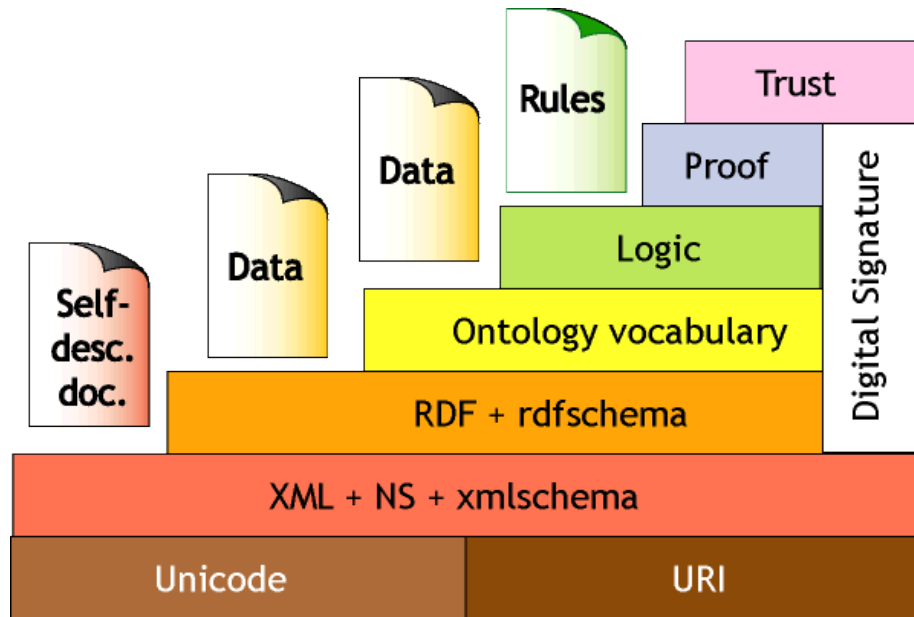 Rules
Trust
Data
Proof
Data
Logic
Self-
desc.
doc.
Ontology vocabulary
Digital Signature
RDF + rdfschema
XML + NS + xmlschema
Unicode
URI